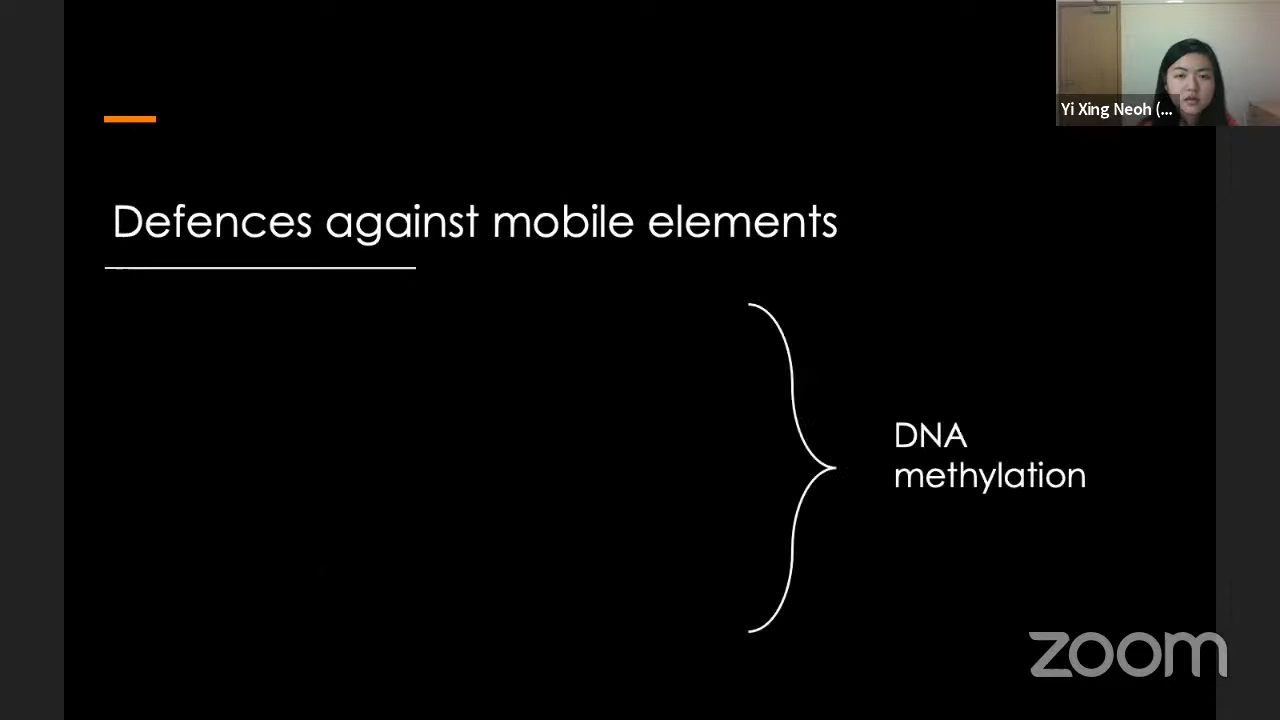 Yi Xing Neoh (...
Defences against mobile elements
DNA
methylation
zoom